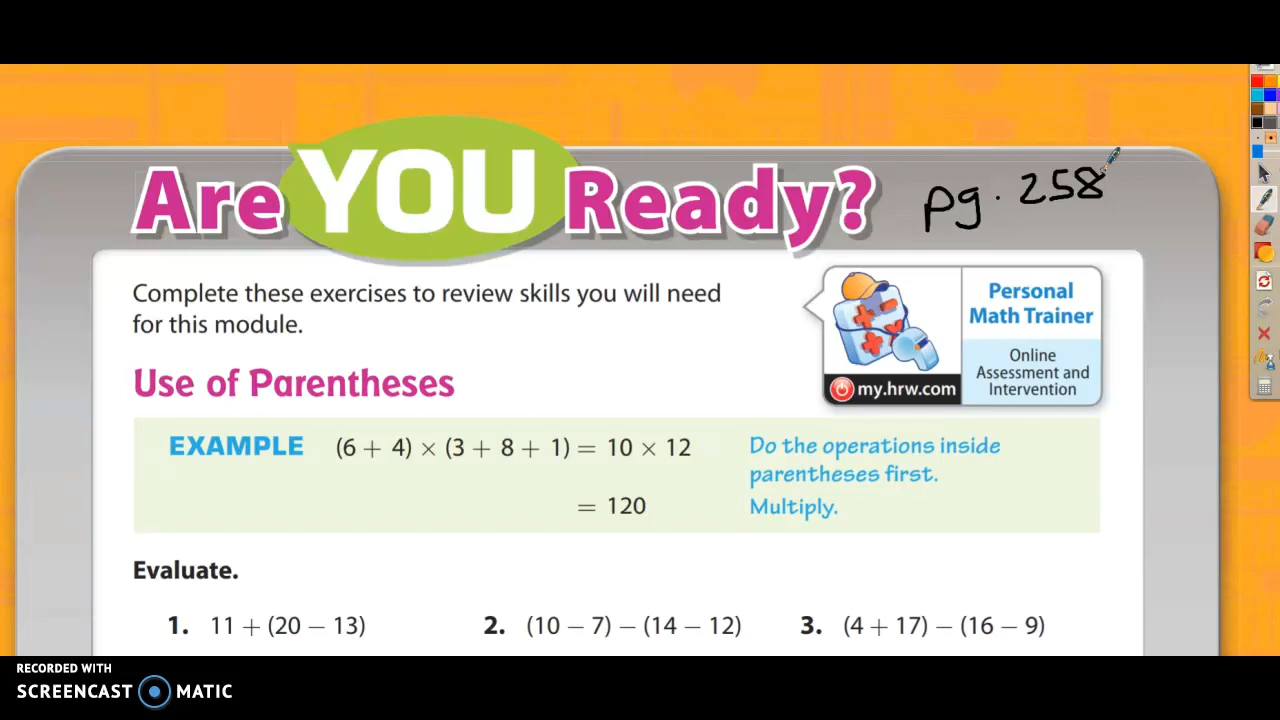 Are YOU Ready? pg. 258
Complete these exercises to review skills you will need
for this module.
Personal
Math Trainer
Online
Assessment and
Intervention
my.hrw.com
Use of Parentheses
EXAMPLE (6 + 4) × (3 + 8 + 1) = 10 × 12 Do the operations inside
parentheses first.
= 120 Multiply.
Evaluate.
1. 11 + (20 − 13) 2. (10 − 7) − (14 − 12) 3. (4 + 17) − (16 − 9)
RECORDED WITH
SCREENCAST MATIC